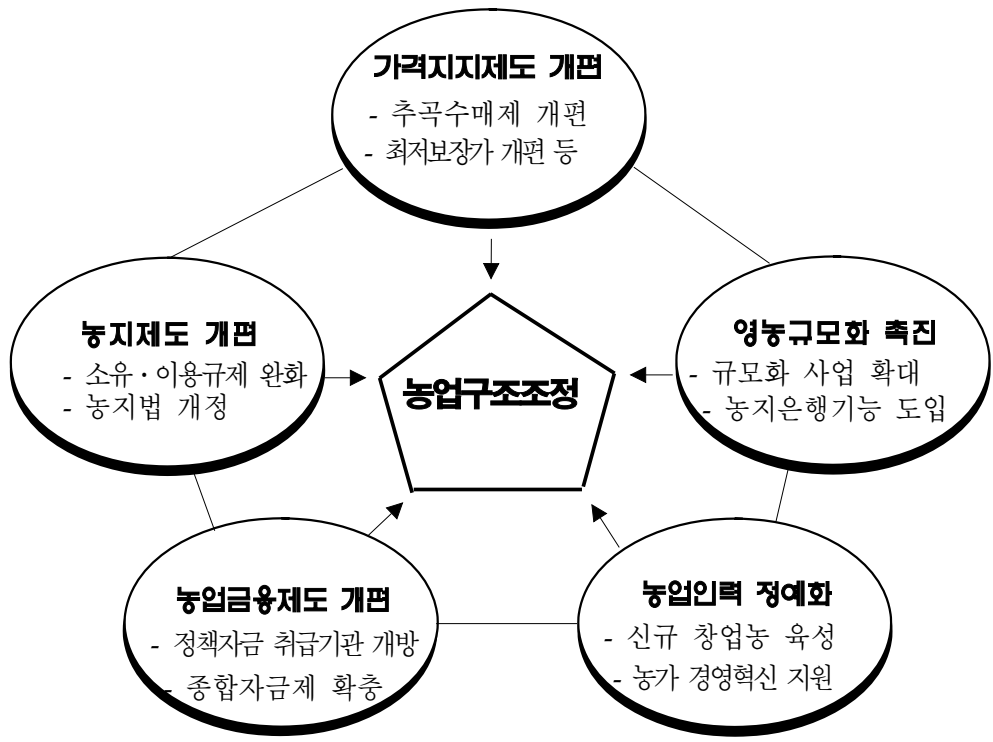 가격지지제도 개편
- 추곡수매제 개편
- 최저보장가 개편 등
농지제도 개편
- 소유·이용규제 완화
- 농지법 개정
농업구조조정
영농규모화 촉진
- 규모화 사업 확대
- 농지은행기능 도입
농업금융제도 개편
- 정책자금 취급기관 개방
- 종합자금제 확충
농업인력 정예화
- 신규 창업농 육성
- 농가 경영혁신 지원